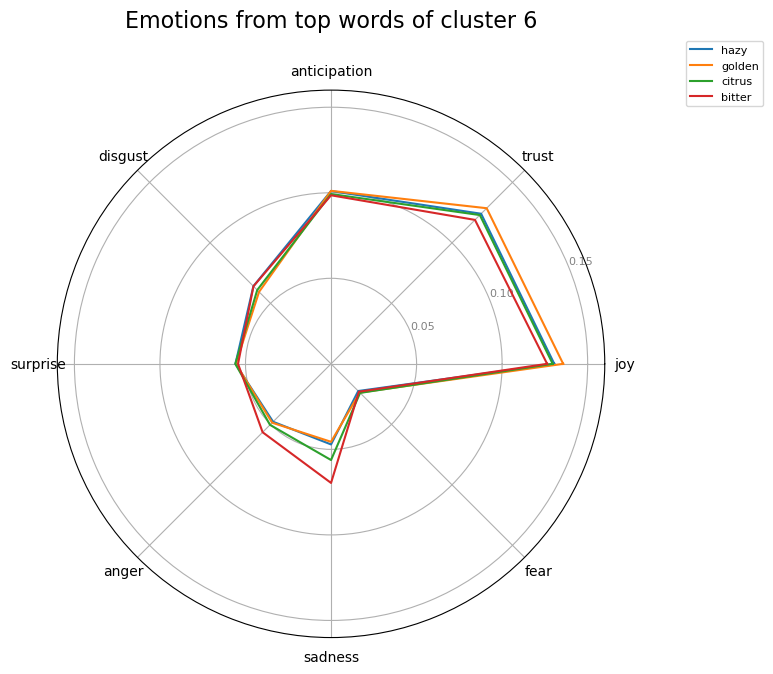 Emotions from top words of cluster 6
hazy
golden
citrus
bitter
anticipation
disgust
trust
0.15
0.10
0.05
surprise
joy
anger
fear
sadness